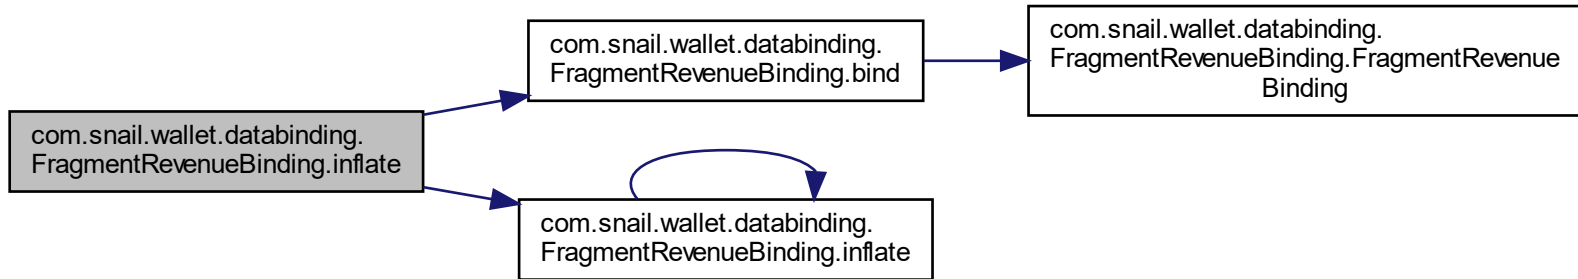 com.snail.wallet.databinding.
FragmentRevenueBinding.inflate
com.snail.wallet.databinding.
FragmentRevenueBinding.bind
com.snail.wallet.databinding.
FragmentRevenueBinding.FragmentRevenue
Binding
com.snail.wallet.databinding.
FragmentRevenueBinding.inflate